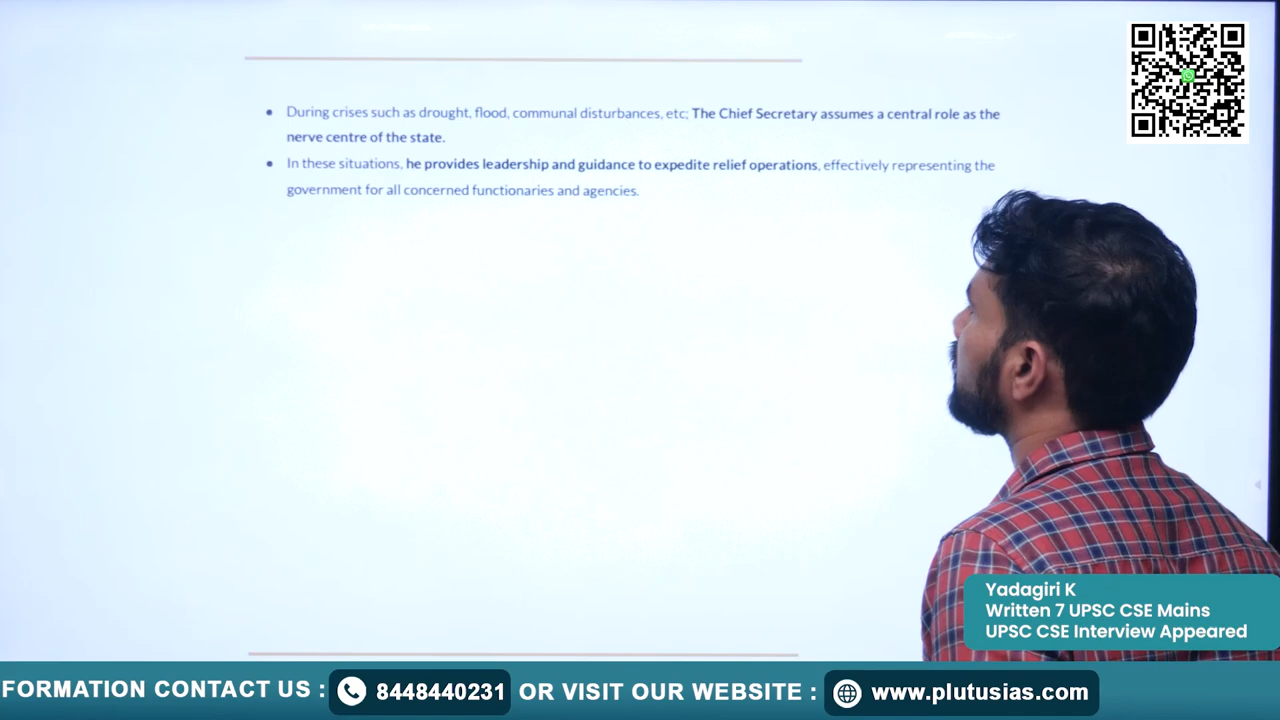 During crises such as drought, flood, communal disturbances, etc; The Chief Secretary assumes a central role as the
nerve centre of the state.
In these situations, he provides leadership and guidance to expedite relief operations, effectively representing the
government for all concerned functionaries and agencies.
Yadagiri K
Written 7 UPSC CSE Mains
UPSC CSE Interview Appeared
FORMATION CONTACT US : 8448440231 OR VISIT OUR WEBSITE : www.plutusias.com